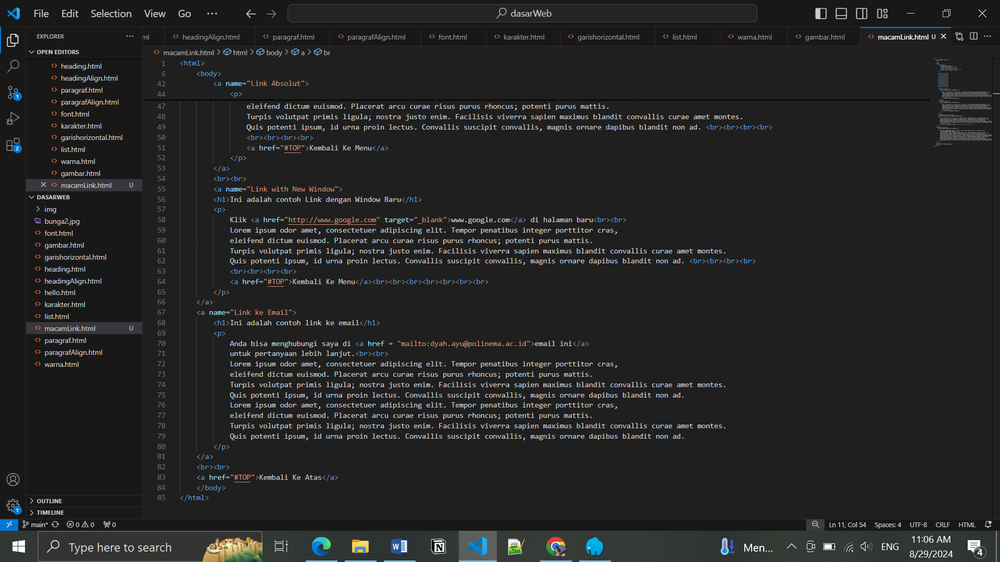 File Edit Selection View Go ··· dasarWeb
EXPLORER ···
OPEN EDITORS
heading.html
headingAlign.html
paragraf.html
paragrafAlign.html
font.html
karakter.html
garishorizontal.html
list.html
warna.html
gambar.html
macamLink.html U
DASARWEB
img
bunga2.jpg
font.html
gambar.html
garishorizontal.html
heading.html
headingAlign.html
hello.html
karakter.html
list.html
macamLink.html U
paragraf.html
paragrafAlign.html
warna.html
OUTLINE
TIMELINE
1
2
1
ml headingAlign.html paragraf.html paragrafAlign.html font.html karakter.html garishorizontal.html list.html warna.html gambar.html macamLink.html U
macamLink.html > html > body > a > br
1 <html>
6 <body>
42 <a name="Link Absolut">
44 <p>
47 eleifend dictum euismod. Placerat arcu curae risus purus rhoncus; potenti purus mattis.
48 Turpis volutpat primis ligula; nostra justo enim. Facilisis viverra sapien maximus blandit convallis curae amet montes.
49 Quis potenti ipsum, id urna proin lectus. Convallis suscipit convallis, magnis ornare dapibus blandit non ad. <br><br><br><br>
50 <br><br><br><br>
51 <a href="#TOP">Kembali Ke Menu</a>
52 </p>
53 </a>
54 <br><br>
55 <a name="Link with New Window">
56 <h1>Ini adalah contoh Link dengan Window Baru</h1>
57 <p>
58 Klik <a href="http://www.google.com" target="_blank">www.google.com</a> di halaman baru<br><br>
59 Lorem ipsum odor amet, consectetuer adipiscing elit. Tempor penatibus integer porttitor cras,
60 eleifend dictum euismod. Placerat arcu curae risus purus rhoncus; potenti purus mattis.
61 Turpis volutpat primis ligula; nostra justo enim. Facilisis viverra sapien maximus blandit convallis curae amet montes.
62 Quis potenti ipsum, id urna proin lectus. Convallis suscipit convallis, magnis ornare dapibus blandit non ad. <br><br><br><br>
63 <br><br><br><br>
64 <a href="#TOP">Kembali Ke Menu</a><br><br><br><br><br><br><br>
65 </p>
66 </a>
67 <a name="Link ke Email">
68 <h1>Ini adalah contoh link ke email</h1>
69 <p>
70 Anda bisa menghubungi saya di <a href = "mailto:dyah.ayu@polinema.ac.id">email ini</a>
71 untuk pertanyaan lebih lanjut.<br><br>
72 Lorem ipsum odor amet, consectetuer adipiscing elit. Tempor penatibus integer porttitor cras,
73 eleifend dictum euismod. Placerat arcu curae risus purus rhoncus; potenti purus mattis.
74 Turpis volutpat primis ligula; nostra justo enim. Facilisis viverra sapien maximus blandit convallis curae amet montes.
75 Quis potenti ipsum, id urna proin lectus. Convallis suscipit convallis, magnis ornare dapibus blandit non ad.
76 Lorem ipsum odor amet, consectetuer adipiscing elit. Tempor penatibus integer porttitor cras,
77 eleifend dictum euismod. Placerat arcu curae risus purus rhoncus; potenti purus mattis.
78 Turpis volutpat primis ligula; nostra justo enim. Facilisis viverra sapien maximus blandit convallis curae amet montes.
79 Quis potenti ipsum, id urna proin lectus. Convallis suscipit convallis, magnis ornare dapibus blandit non ad.
80 </p>
81 </a>
82 <br><br>
83 <a href="#TOP">Kembali Ke Atas</a>
84 </body>
85 </html>
main* 0 0 0 Ln 11, Col 54 Spaces: 4 UTF-8 CRLF HTML
Type here to search
Men... ENG
11:06 AM
8/29/2024
4